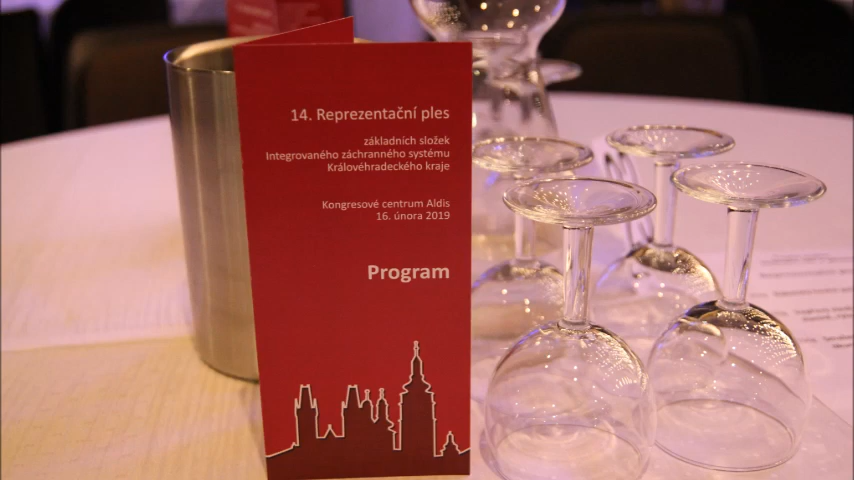 14. Reprezentační ples
základních složek
Integrovaného záchranného systému
Královéhradeckého kraje
Kongresové centrum Aldis
16. února 2019
Program